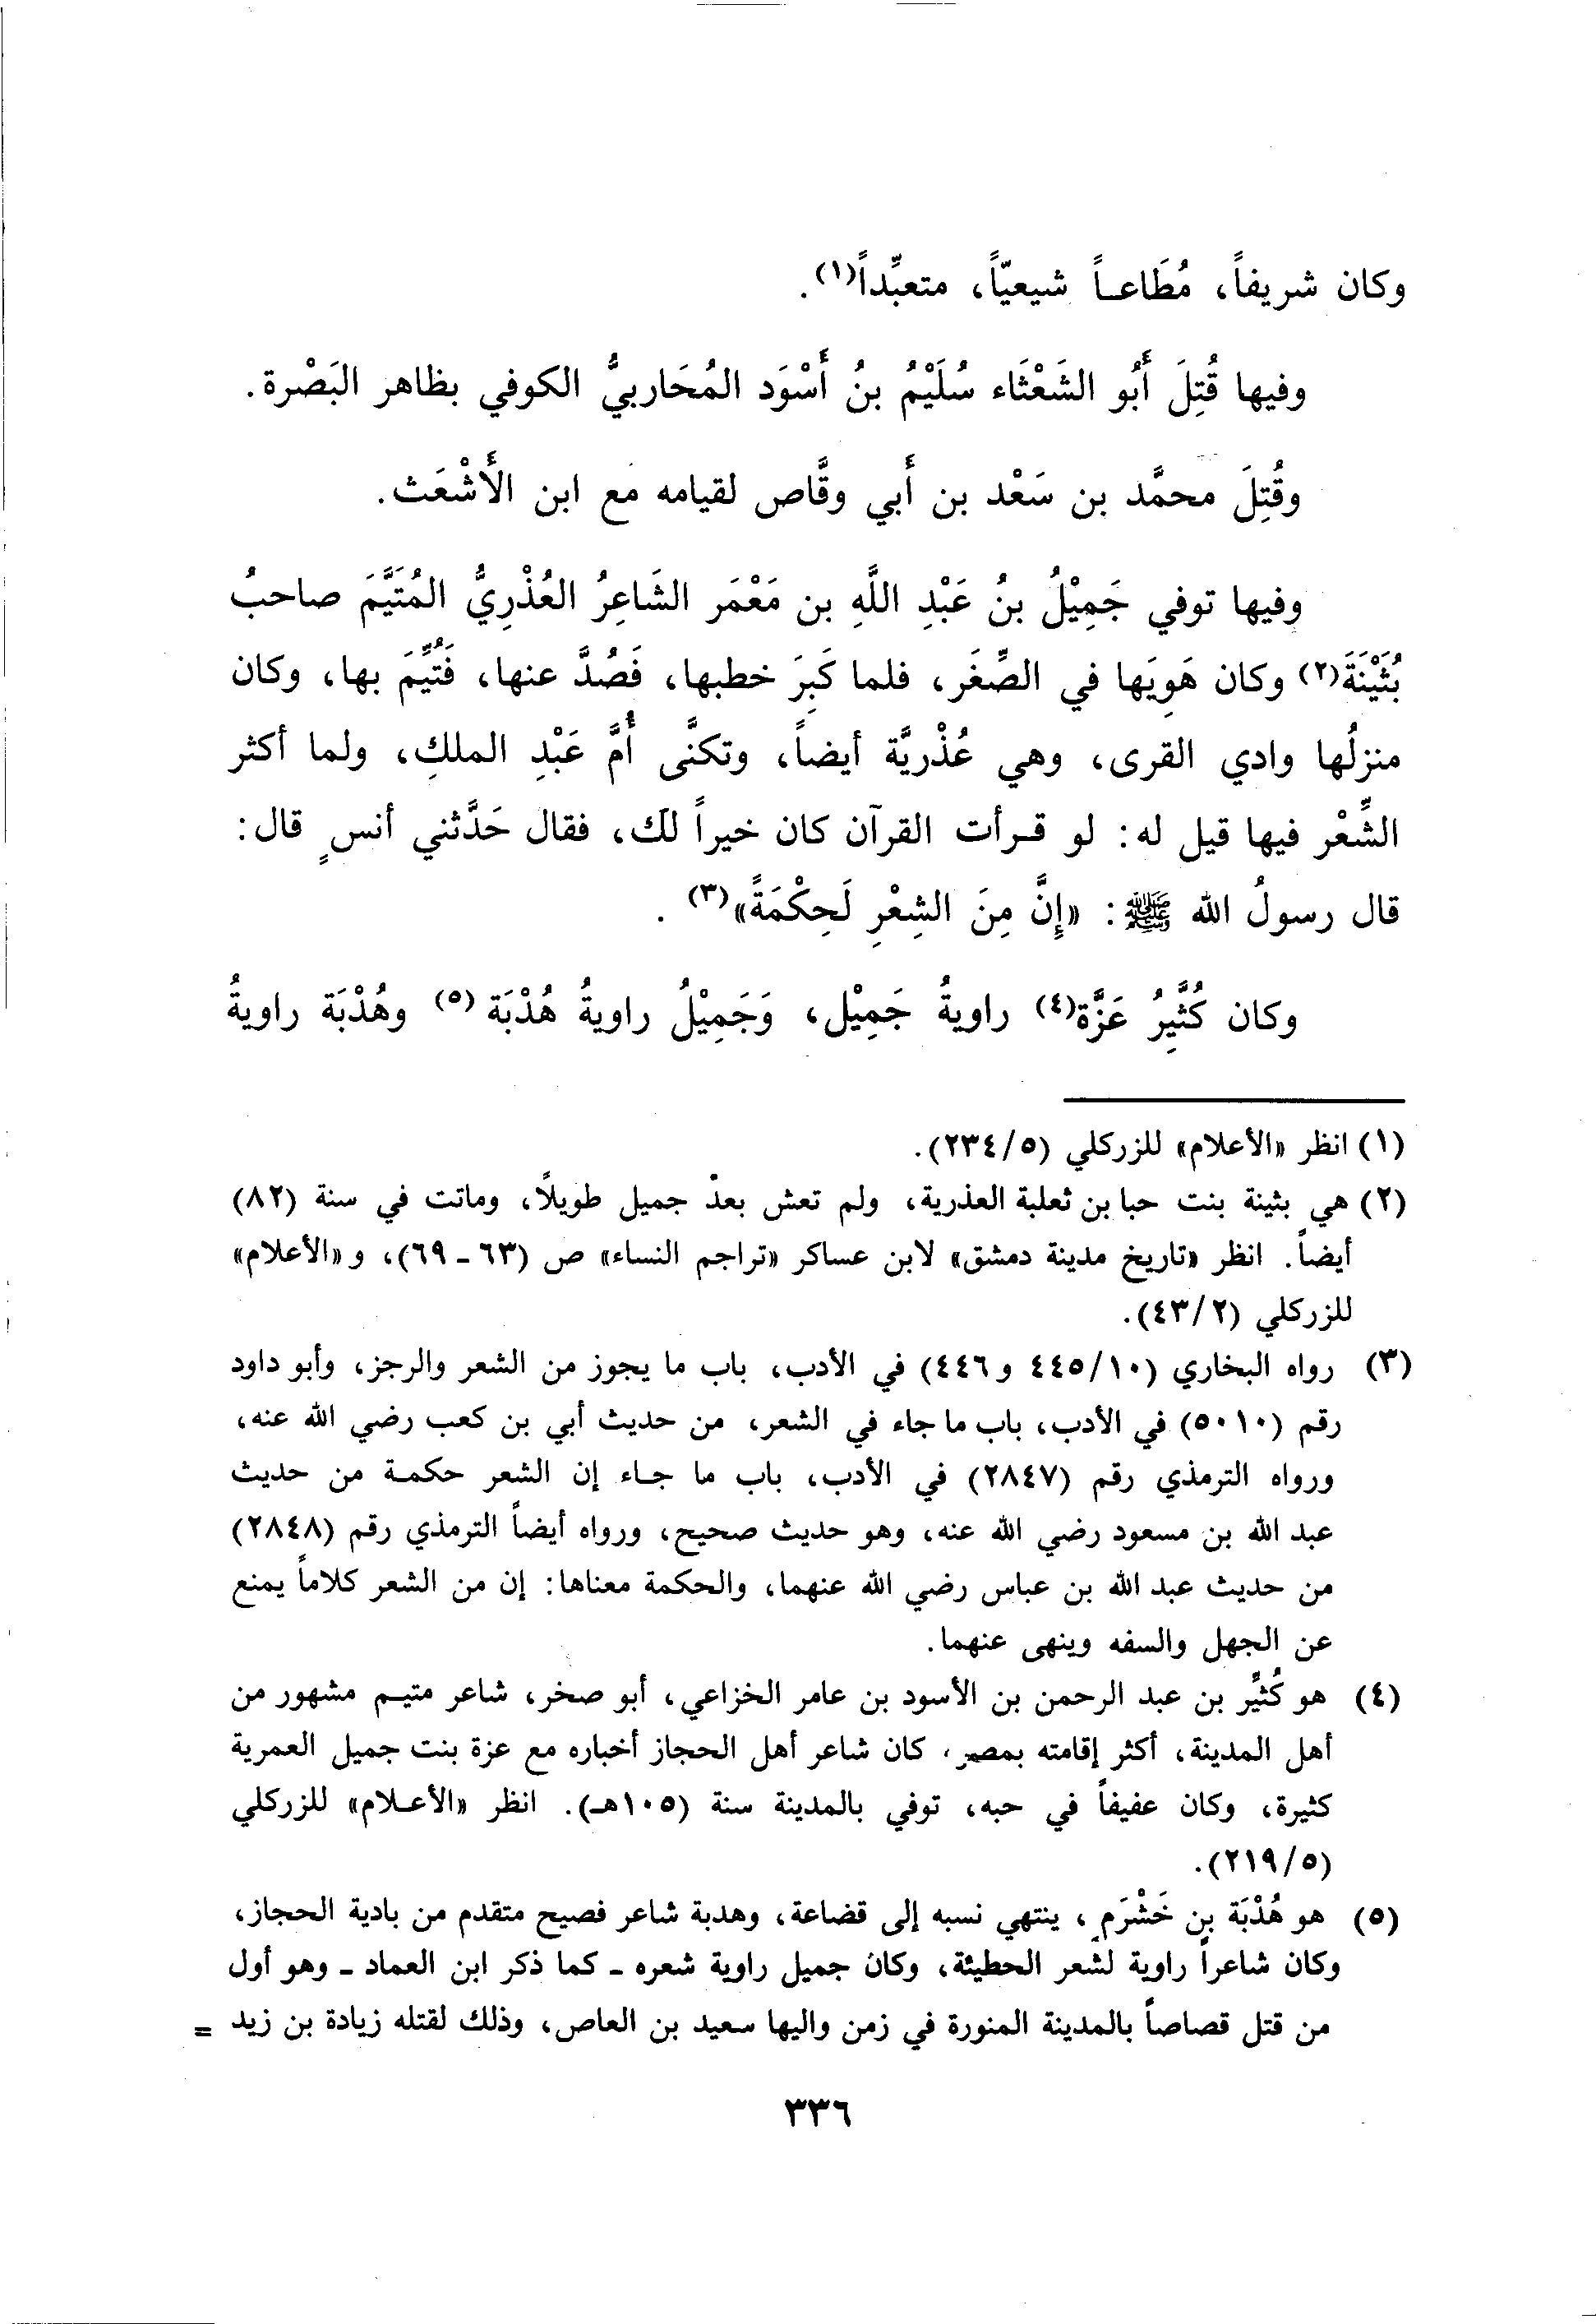 وكان شريفاً، مُطَاعــاً شيعيّاً، متعبِّداً(١).
وفيها قُتِلَ أَبُو الشَعْثَاء سُلَيْمُ بنُ أَسْوَد المُحَاربيُّ الكوفي بظاهر البَصْرة.
وقُتِلَ محمَّد بن سَعْد بن أَبي وقَّاص لقيامه مع ابن الأَشْعَث.
وفيها توفي جَمِيْلُ بنُ عَبْدِ اللَّهِ بن مَعْمَر الشَاعِرُ العُذْرِيُّ المُتَيَّمَ صاحبُ
بُثَيْنَةَ(٢) وكان هَوِيَها في الصِّغَر، فلما كَبِرَ خطبها، فَصُدَّ عنها، فَتُيِّمَ بها، وكان
منزلُها وادي القرى، وهي عُذْريَّة أيضاً، وتكنَّى أُمَّ عَبْدِ الملكِ، ولما أكثر
الشِّعْر فيها قيل له: لو قــرأت القرآن كان خيراً لك، فقال حَدَّثني أنسٍ قال:
قال رسولُ الله ﷺ: «إِنَّ مِنَ الشِعْرِ لَحِكْمَةً»(٣) .
وكان كُثَيِّرُ عَزَّة(٤) راويةُ جَمِيْل، وَجَمِيْلُ راويةُ هُدْبَة (٥) وهُدْبَة راويةُ
(١) انظر «الأعلام» للزركلي (٢٣٤/٥).
(٢) هي بثينة بنت حبا بن ثعلبة العذرية، ولم تعش بعد جميل طويلاً، وماتت في سنة (٨٢)
أيضاً. انظر «تاريخ مدينة دمشق» لابن عساكر «تراجم النساء» ص (٦٣ - ٦٩)، و«الأعلام»
للزركلي (٤٣/٢).
(٣) رواه البخاري (٤٤٥/١٠ و٤٤٦) في الأدب، باب ما يجوز من الشعر والرجز، وأبو داود
رقم (٥٠١٠) في الأدب، باب ما جاء في الشعر، من حديث أبي بن كعب رضي الله عنه،
ورواه الترمذي رقم (٢٨٤٧) في الأدب، باب ما جـاء إن الشعر حكمـة من حديث
عبد الله بن مسعود رضي الله عنه، وهو حديث صحيح، ورواه أيضاً الترمذي رقم (٢٨٤٨)
من حديث عبد الله بن عباس رضي الله عنهما، والحكمة معناها: إن من الشعر كلاماً يمنع
عن الجهل والسفه وينهى عنهما.
(٤) هو كُثَيِّر بن عبد الرحمن بن الأسود بن عامر الخزاعي، أبو صخر، شاعر متيـم مشهور من
أهل المدينة، أكثر إقامته بمصر، كان شاعر أهل الحجاز أخباره مع عزة بنت جميل العمرية
كثيرة، وكان عفيفاً في حبه، توفي بالمدينة سنة (١٠٥هـ). انظر «الأعـلام» للزركلي
(٢١٩/٥).
(٥) هو هُدْبَة بن خَشْرَمٍ، ينتهي نسبه إلى قضاعة، وهدبة شاعر فصيح متقدم من بادية الحجاز،
وكان شاعراً راوية لشعر الحطيئة، وكان جميل راوية شعره - كما ذكر ابن العماد - وهو أول
من قتل قصاصاً بالمدينة المنورة في زمن واليها سعيد بن العاص، وذلك لقتله زيادة بن زيد =
٣٣٦